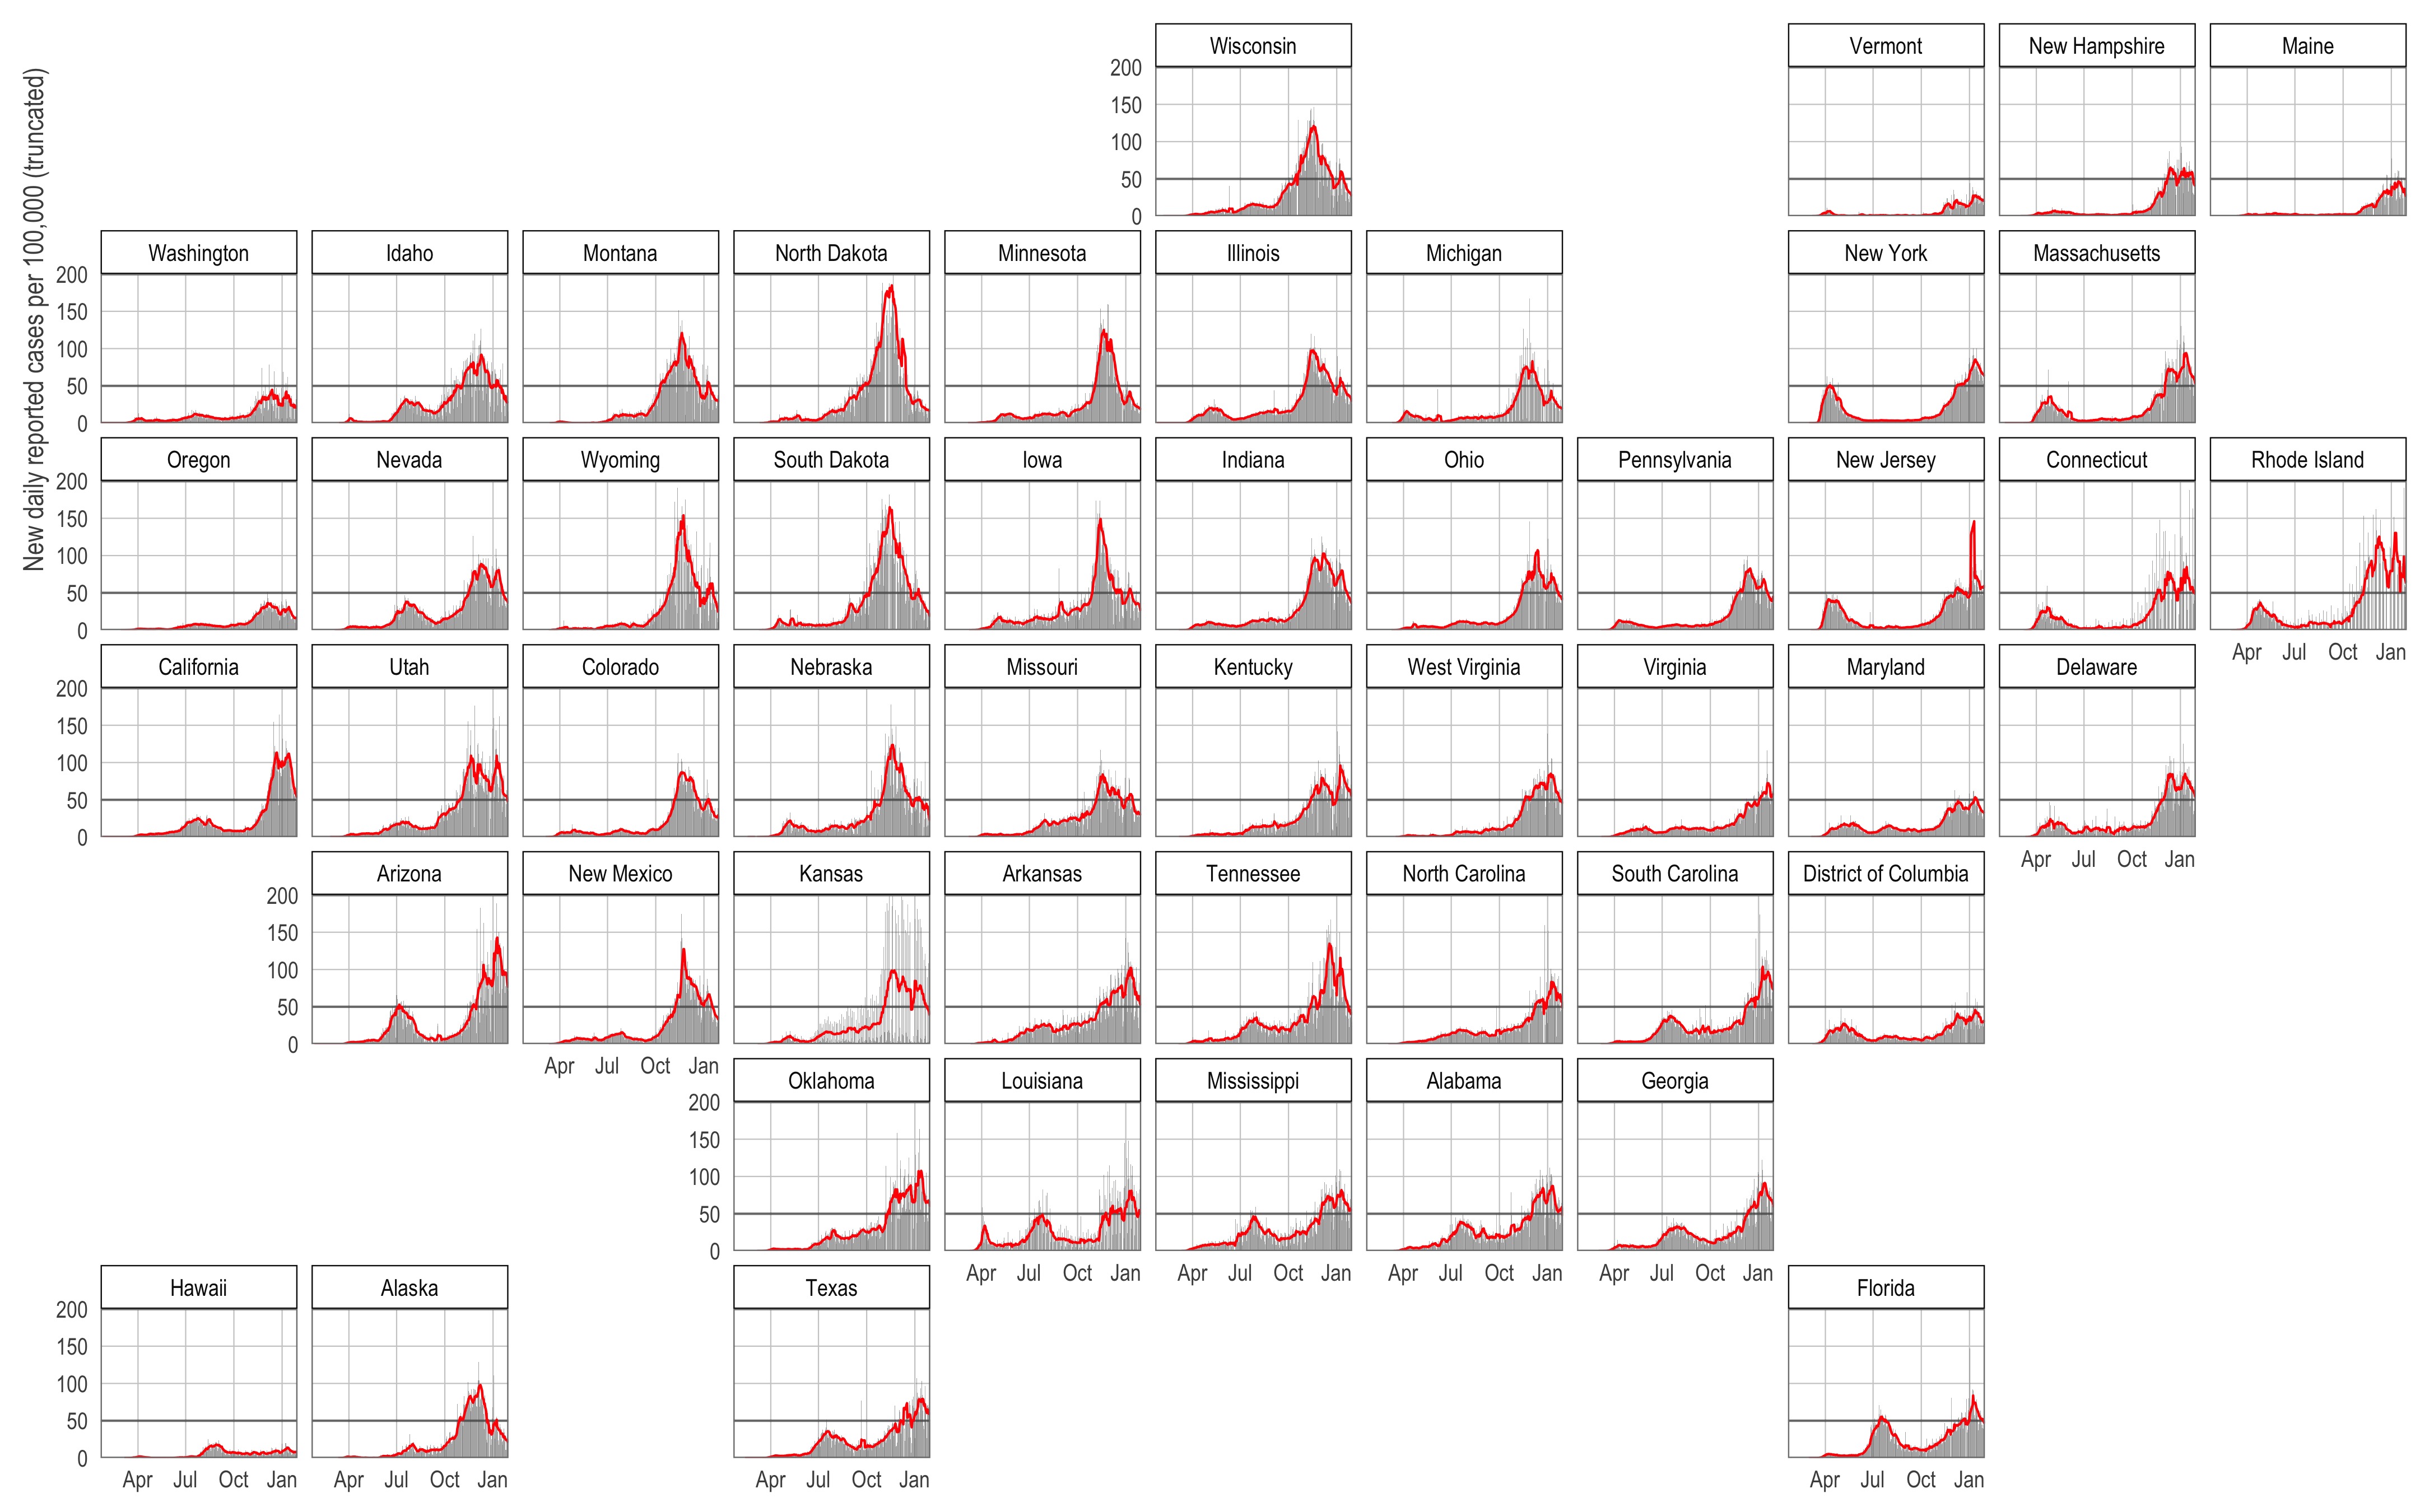 New daily reported cases per 100,000 (truncated)
Wisconsin Vermont New Hampshire Maine
200
150
100
50
0
Washington Idaho Montana North Dakota Minnesota Illinois Michigan New York Massachusetts
200
150
100
50
0
Oregon Nevada Wyoming South Dakota Iowa Indiana Ohio Pennsylvania New Jersey Connecticut Rhode Island
200
150
100
50
0
Apr Jul Oct Jan
California Utah Colorado Nebraska Missouri Kentucky West Virginia Virginia Maryland Delaware
200
150
100
50
0
Apr Jul Oct Jan
Arizona New Mexico Kansas Arkansas Tennessee North Carolina South Carolina District of Columbia
200
150
100
50
0
Apr Jul Oct Jan
Oklahoma Louisiana Mississippi Alabama Georgia
200
150
100
50
0
Apr Jul Oct Jan Apr Jul Oct Jan Apr Jul Oct Jan Apr Jul Oct Jan
Hawaii Alaska Texas Florida
200
150
100
50
0
Apr Jul Oct Jan Apr Jul Oct Jan Apr Jul Oct Jan Apr Jul Oct Jan